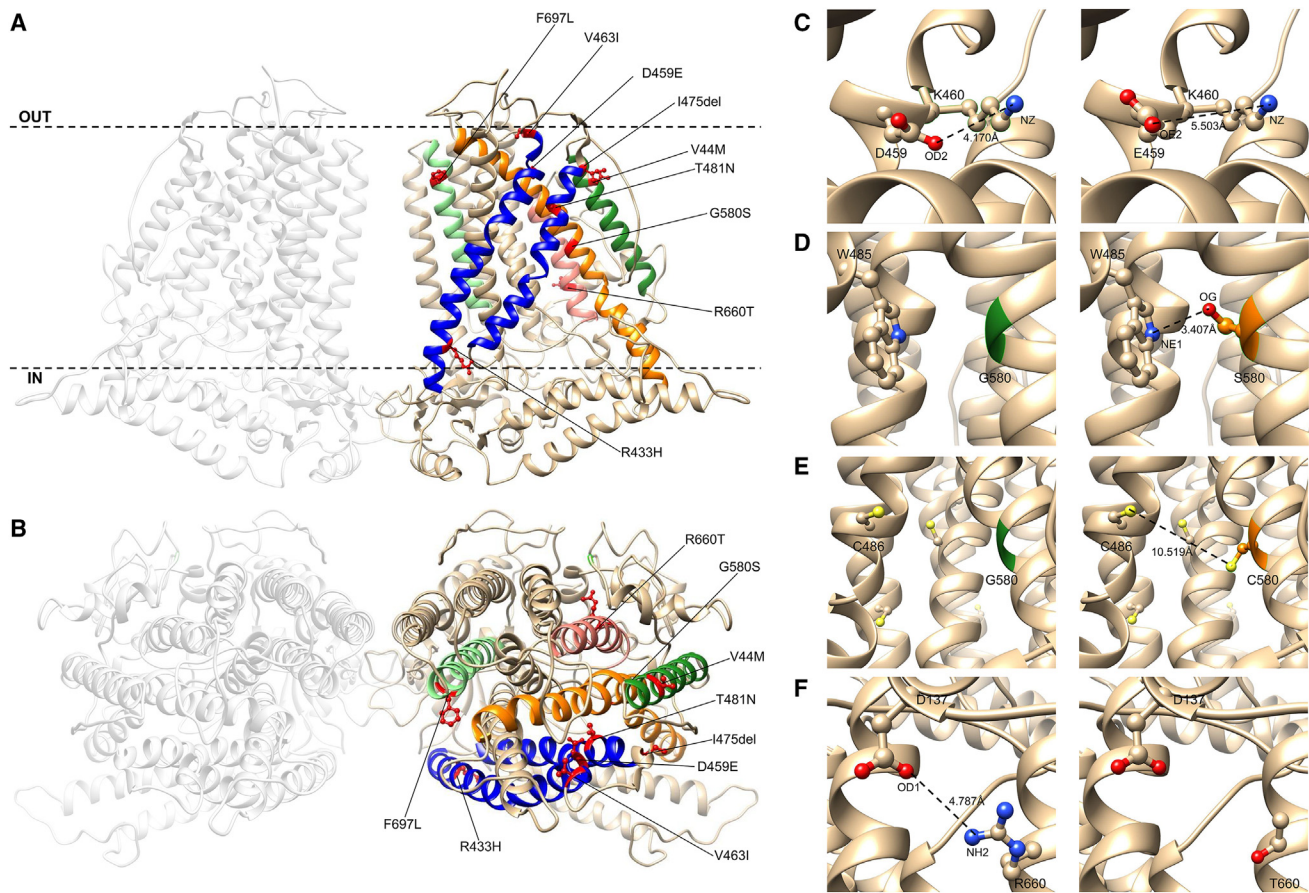 A
F697L
V463I
D459E
I475del
OUT
V44M
T481N
G580S
R660T
IN
R433H
B
R660T
G580S
V44M
T481N
I475del
D459E
F697L
R433H
V463I
C
K460
NZ
4.170Å
D459
OD2
K460
NZ
OE2
5.503Å
E459
D
W485
G580
NE1
W485
OG
3.407Å
NE1
S580
E
C486
G580
C486
10.519Å
C580
F
D137
OD1
4.787Å
NH2
R660
D137
T660